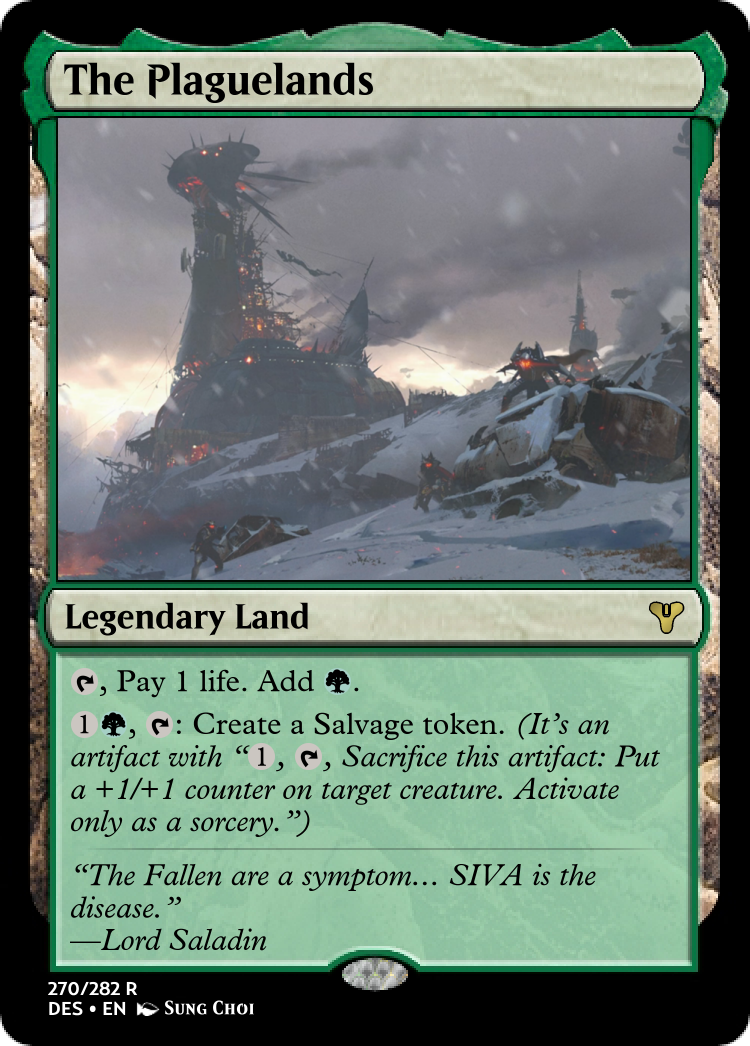 The Plaguelands
Legendary Land
, Pay 1 life. Add .
1, : Create a Salvage token. (It's an
artifact with “1, , Sacrifice this artifact: Put
a +1/+1 counter on target creature. Activate
only as a sorcery.”)
“The Fallen are a symptom… SIVA is the
disease.”
—Lord Saladin
270/282 R
DES • EN Sung Choi